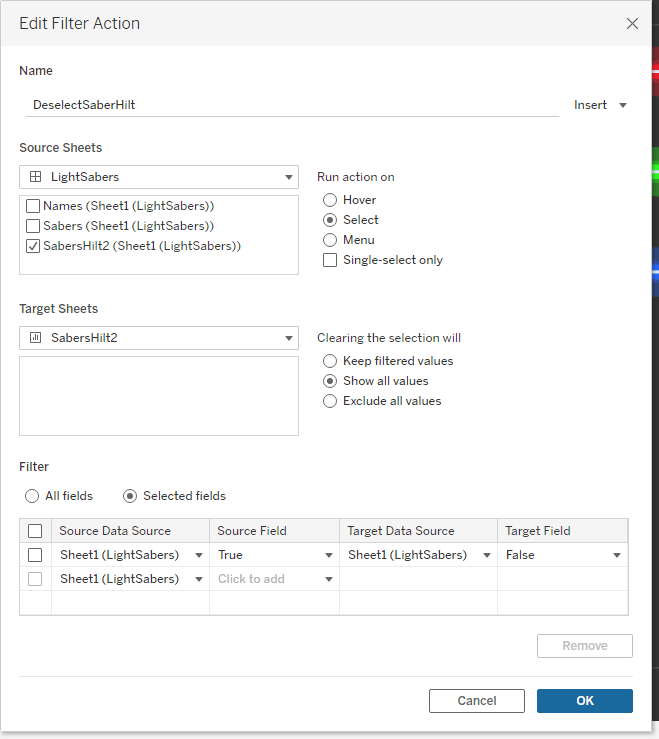 Edit Filter Action
Name
DeselectSaberHilt Insert
Source Sheets
LightSabers Run action on
Names (Sheet1 (LightSabers)) Hover
Sabers (Sheet1 (LightSabers)) Select
SabersHilt2 (Sheet1 (LightSabers)) Menu
Single-select only
Target Sheets
SabersHilt2 Clearing the selection will
Keep filtered values
Show all values
Exclude all values
Filter
All fields Selected fields
Source Data Source Source Field Target Data Source Target Field
Sheet1 (LightSabers) True Sheet1 (LightSabers) False
Sheet1 (LightSabers) Click to add
Remove
Cancel OK